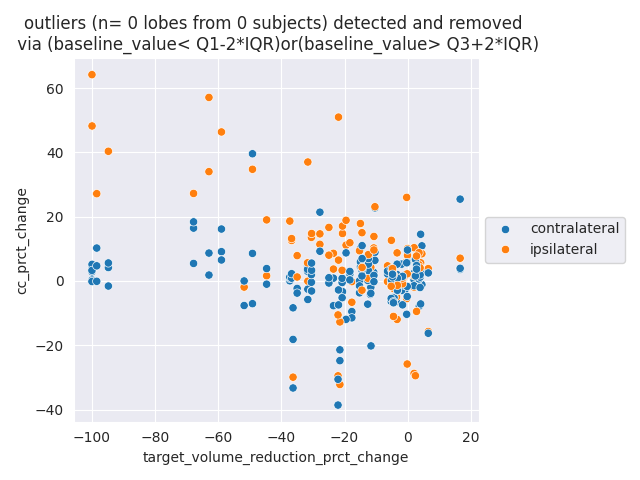 outliers (n= 0 lobes from 0 subjects) detected and removed
via (baseline_value< Q1-2*IQR)or(baseline_value> Q3+2*IQR)
60
40
20
0
−20
−40
cc_prct_change
−100
−80
−60
−40
−20
0
20
target_volume_reduction_prct_change
contralateral
ipsilateral